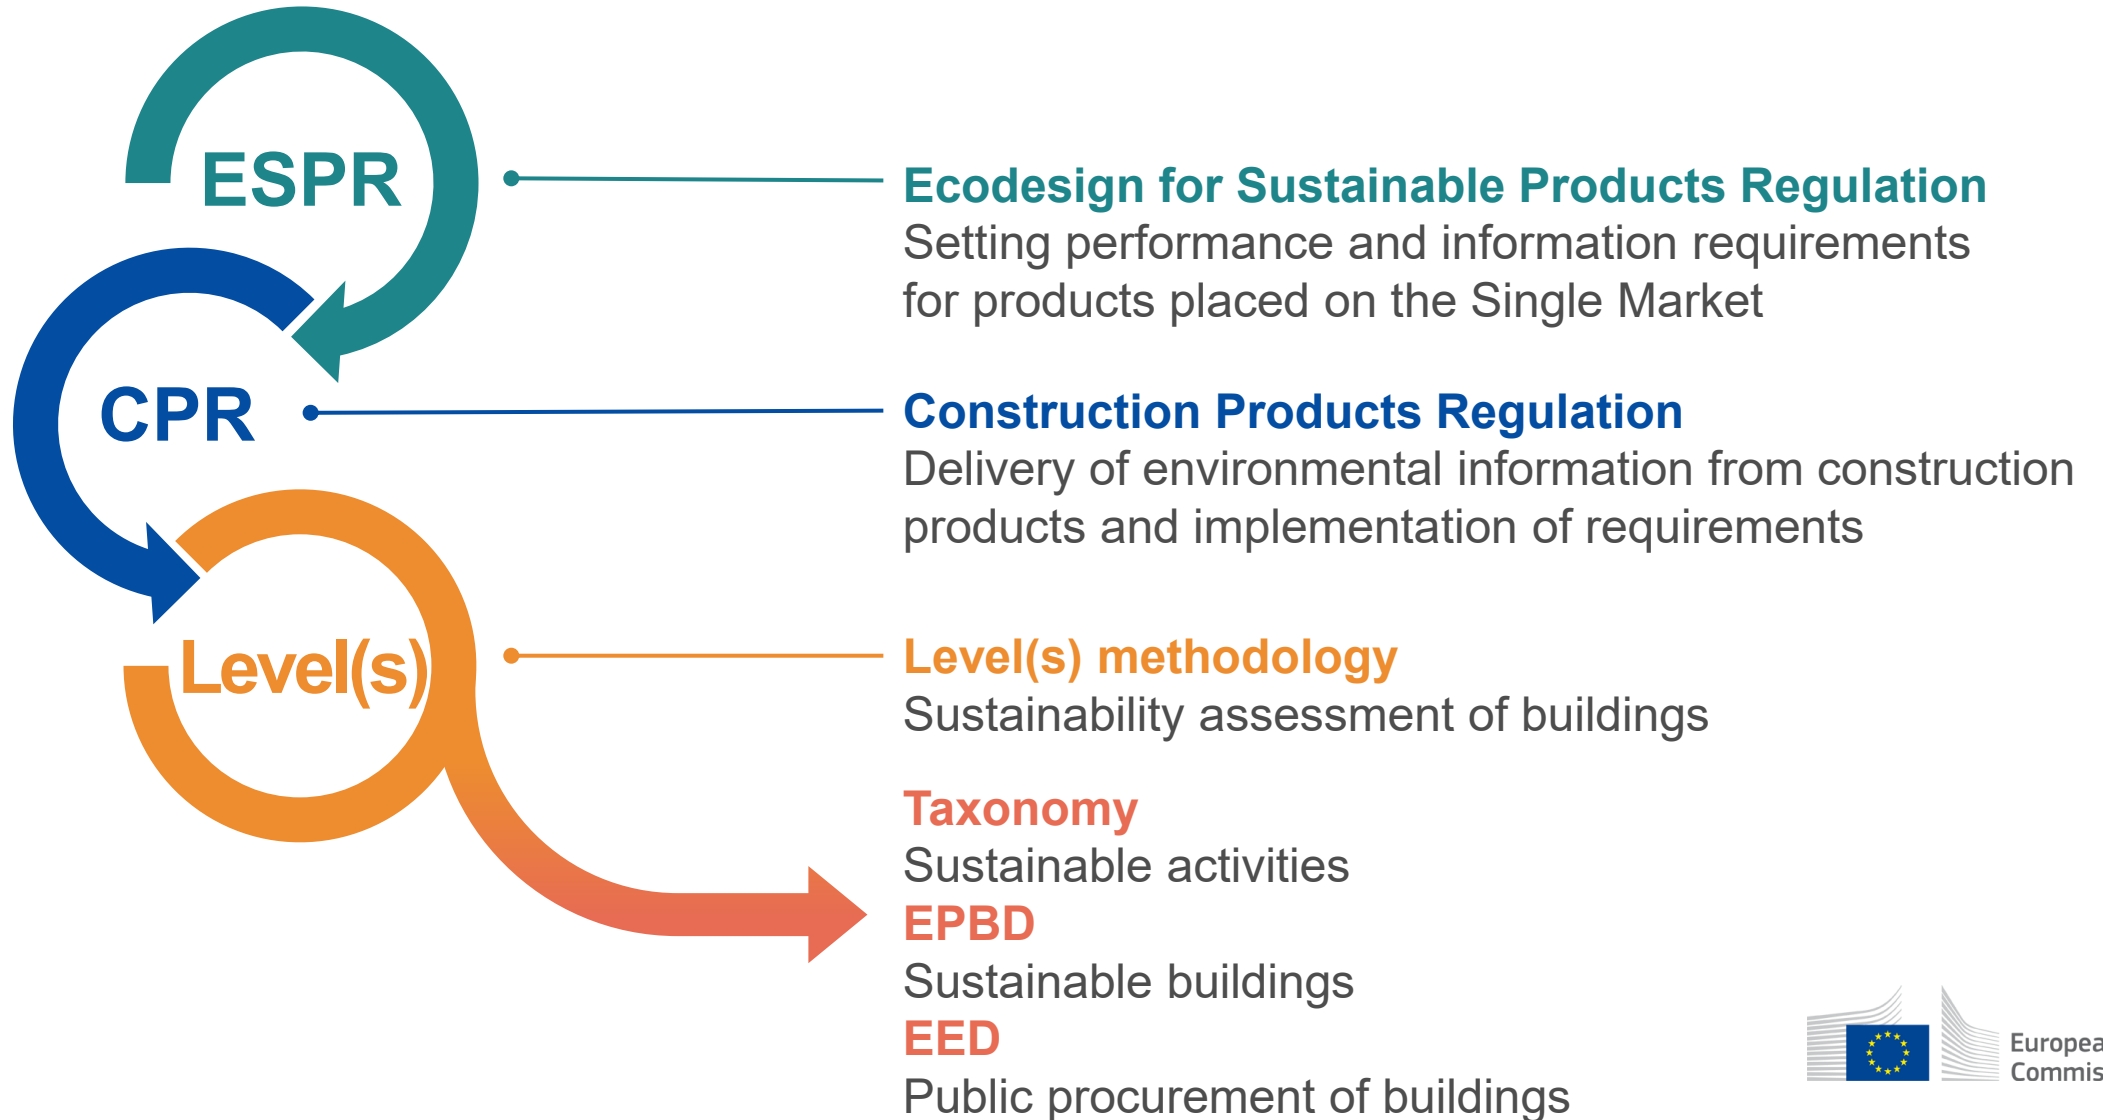 ESPR
Ecodesign for Sustainable Products Regulation
Setting performance and information requirements
for products placed on the Single Market
CPR
Construction Products Regulation
Delivery of environmental information from construction
products and implementation of requirements
Level(s)
Level(s) methodology
Sustainability assessment of buildings
Taxonomy
Sustainable activities
EPBD
Sustainable buildings
EED
Public procurement of buildings
Europea
Commis